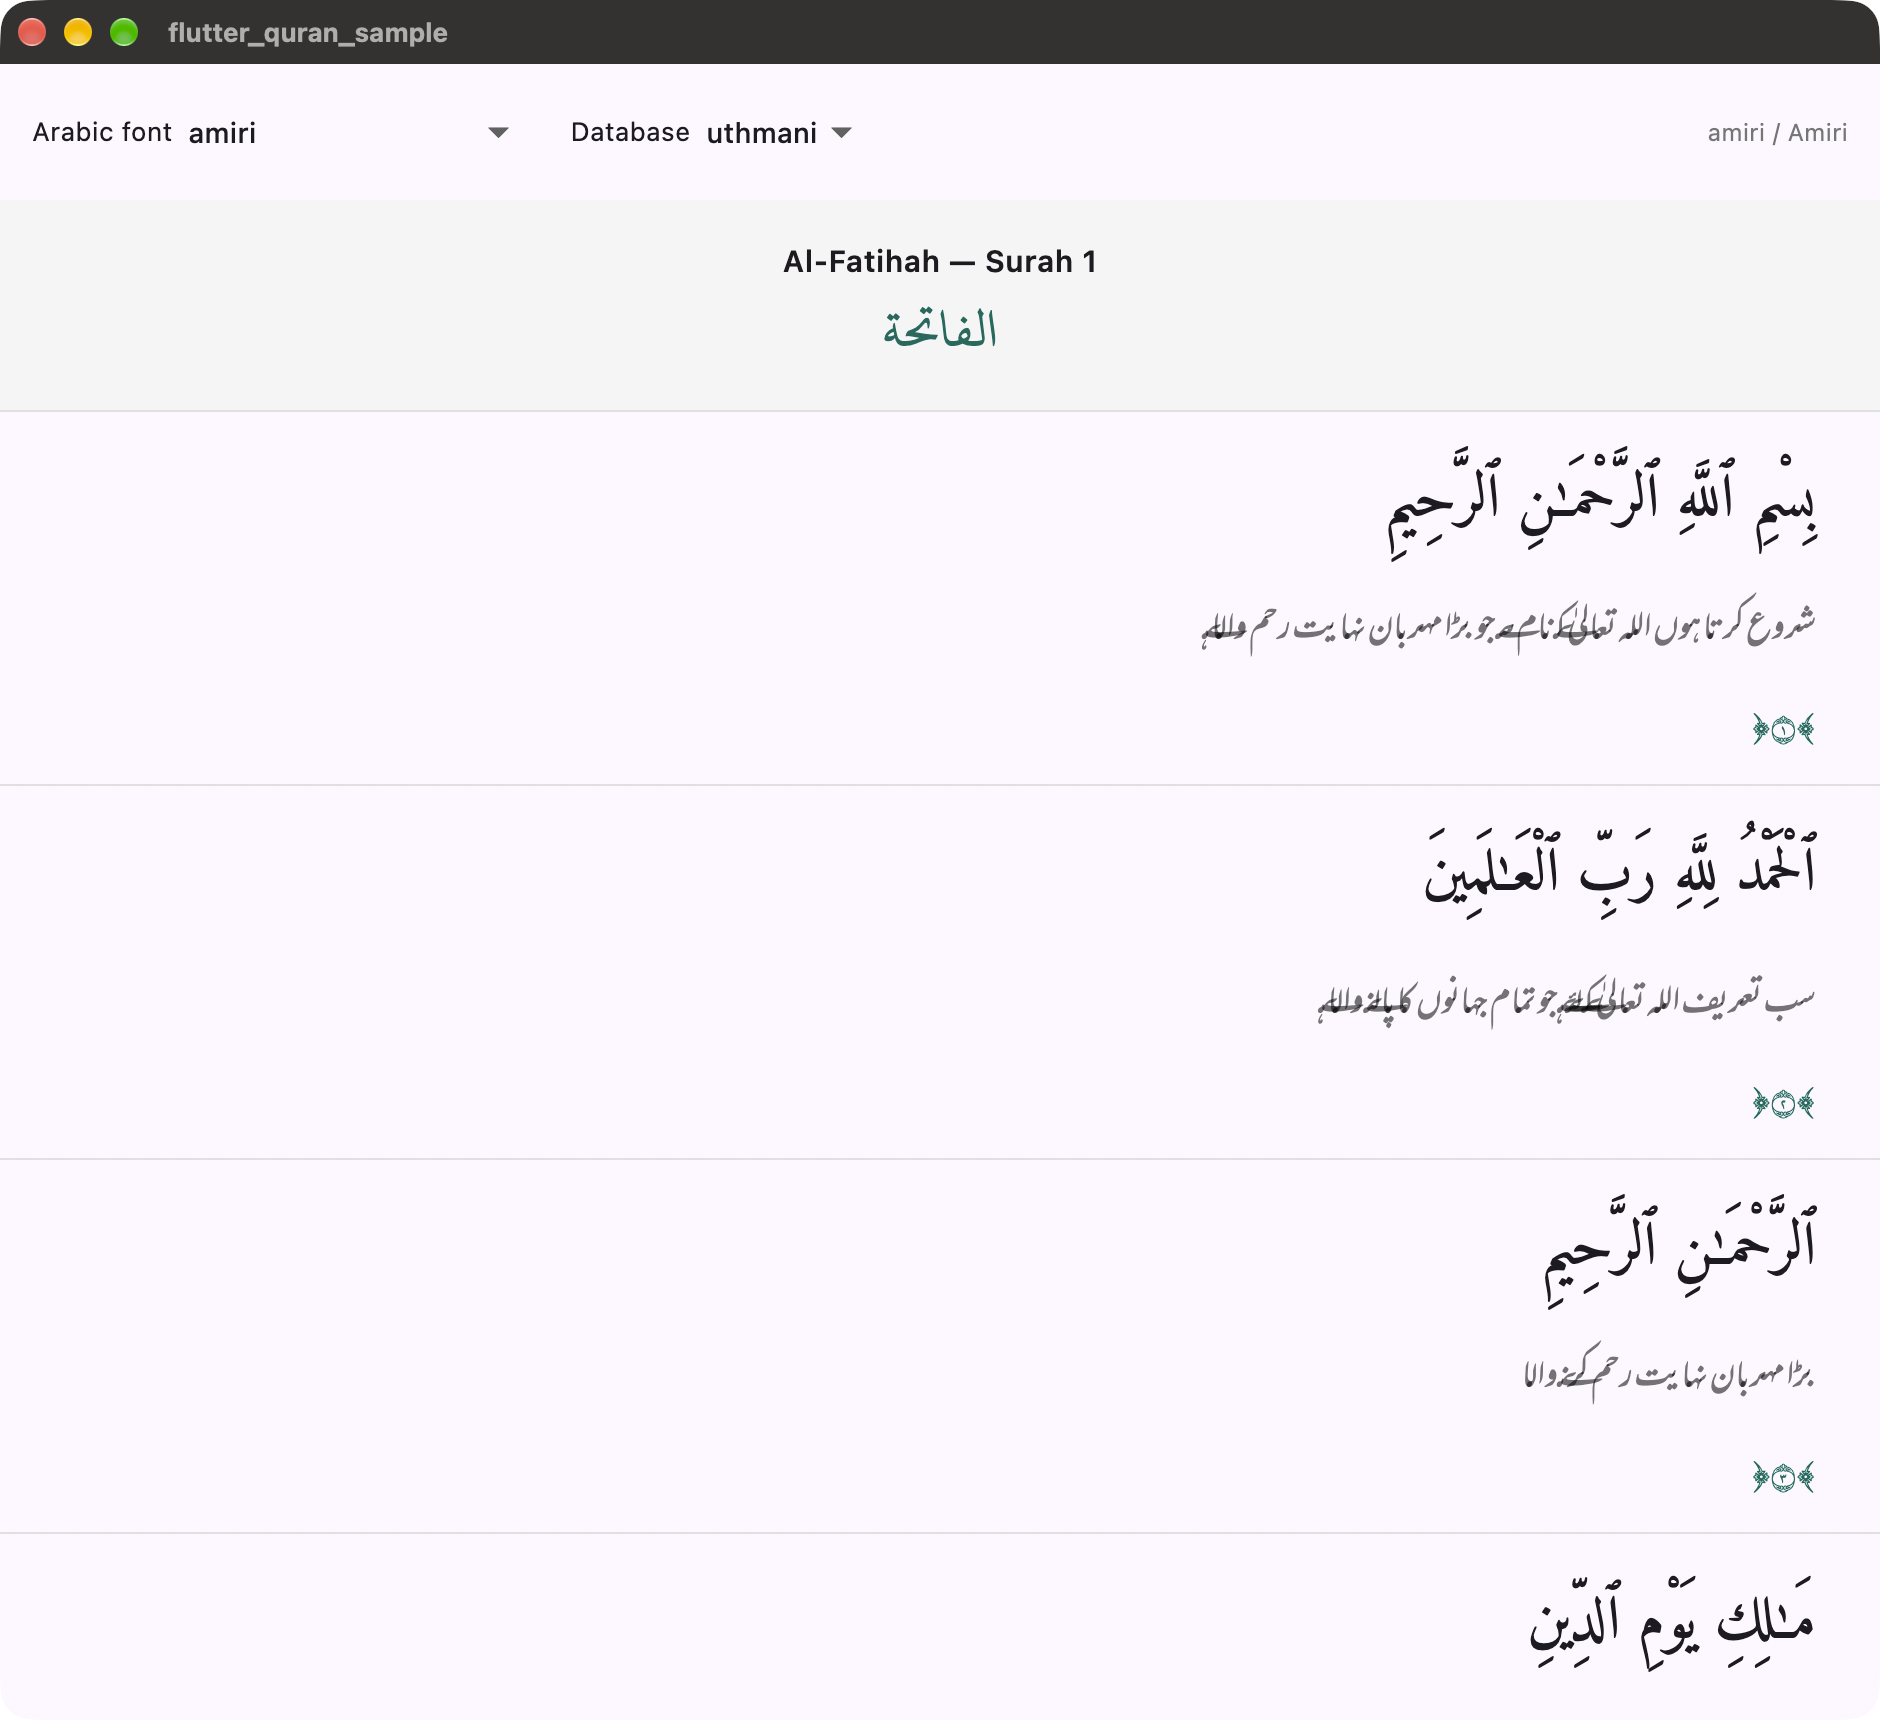 flutter_quran_sample
Arabic font amiri Database uthmani amiri / Amiri
Al-Fatihah — Surah 1
الفاتحة
بِسْمِ ٱللَّهِ ٱلرَّحْمَـٰنِ ٱلرَّحِيمِ
شروع کرتا ہوں اللہ تعالیٰ کے نام سے جو بڑا مہربان نہایت رحم والا ہے
﴿١﴾
ٱلْحَمْدُ لِلَّهِ رَبِّ ٱلْعَـٰلَمِينَ
سب تعریف اللہ تعالیٰ کے لئے ہے جو تمام جہانوں کا پالنے والا ہے
﴿٢﴾
ٱلرَّحْمَـٰنِ ٱلرَّحِيمِ
بڑا مہربان نہایت رحم کرنے والا
﴿٣﴾
مَـٰلِكِ يَوْمِ ٱلدِّينِ